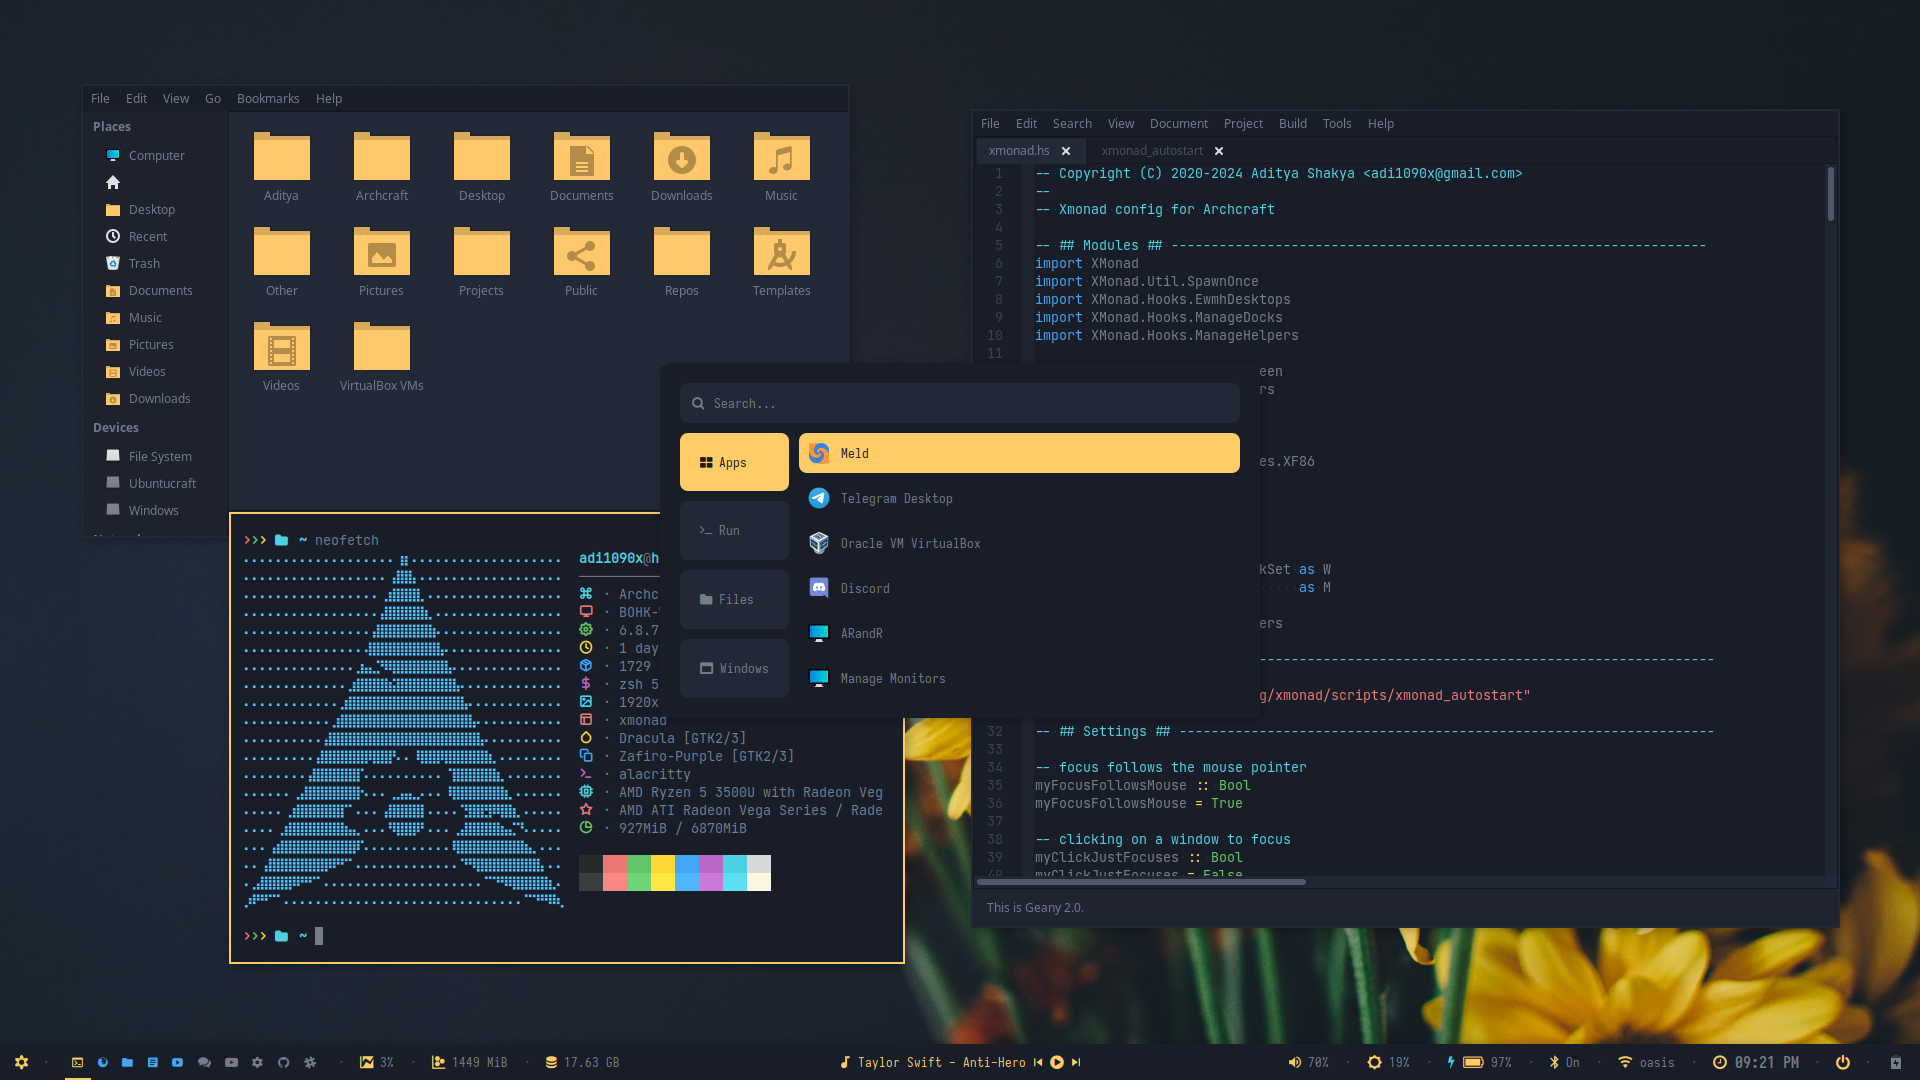 File Edit View Go Bookmarks Help
Places
Computer
Desktop
Recent
Trash
Documents
Music
Pictures
Videos
Downloads
Devices
File System
Ubuntucraft
Windows
Aditya Archcraft Desktop Documents Downloads Music
Other Pictures Projects Public Repos Templates
Videos VirtualBox VMs
File Edit Search View Document Project Build Tools Help
xmonad.hs xmonad_autostart
1 -- Copyright (C) 2020-2024 Aditya Shakya <adi1090x@gmail.com>
2 --
3 -- Xmonad config for Archcraft
4
5 -- ## Modules ## -------------------------------------------------------------------
6 import XMonad
7 import XMonad.Util.SpawnOnce
8 import XMonad.Hooks.EwmhDesktops
9 import XMonad.Hooks.ManageDocks
10 import XMonad.Hooks.ManageHelpers
11
een
rs
es.XF86
kSet as W
as M
ers
---------------------------------------------------------
g/xmonad/scripts/xmonad_autostart"
32 -- ## Settings ## -------------------------------------------------------------------
33
34 -- focus follows the mouse pointer
35 myFocusFollowsMouse :: Bool
36 myFocusFollowsMouse = True
37
38 -- clicking on a window to focus
39 myClickJustFocuses :: Bool
40 myClickJustFocuses = False
This is Geany 2.0.
Search...
Apps
Run
Files
Windows
Meld
Telegram Desktop
Oracle VM VirtualBox
Discord
ARandR
Manage Monitors
>>> ~ neofetch
adi1090x@h
· Archc
· BOHK-
· 6.8.7
· 1 day
· 1729
· zsh 5
· 1920x
· xmonad
· Dracula [GTK2/3]
· Zafiro-Purple [GTK2/3]
· alacritty
· AMD Ryzen 5 3500U with Radeon Veg
· AMD ATI Radeon Vega Series / Rade
· 927MiB / 6870MiB
>>> ~
3% · 1449 MiB · 17.63 GB
Taylor Swift - Anti-Hero
70% · 19% · 97% · On · oasis · 09:21 PM